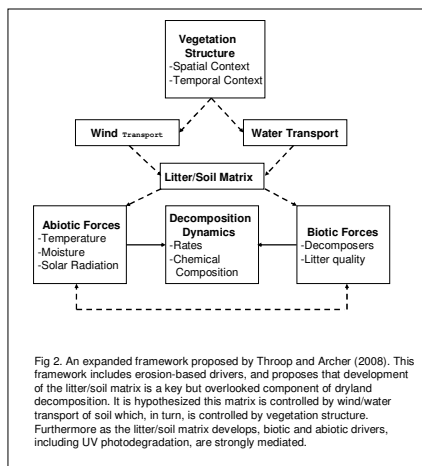 Vegetation
Structure
-Spatial Context
-Temporal Context
Wind Transport
Water Transport
Litter/Soil Matrix
Abiotic Forces
-Temperature
-Moisture
-Solar Radiation
Decomposition
Dynamics
-Rates
-Chemical
Composition
Biotic Forces
-Decomposers
-Litter quality
Fig 2. An expanded framework proposed by Throop and Archer (2008). This
framework includes erosion-based drivers, and proposes that development
of the litter/soil matrix is a key but overlooked component of dryland
decomposition. It is hypothesized this matrix is controlled by wind/water
transport of soil which, in turn, is controlled by vegetation structure.
Furthermore as the litter/soil matrix develops, biotic and abiotic drivers,
including UV photodegradation, are strongly mediated.